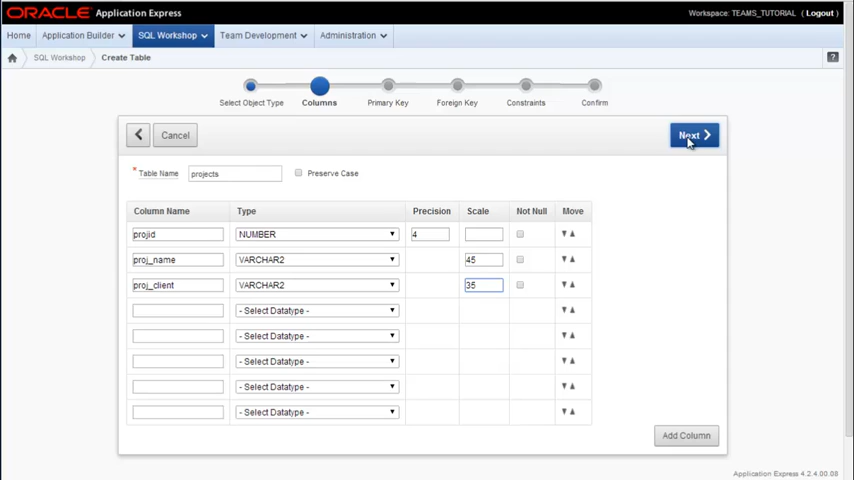 ORACLE Application Express
Workspace: TEAMS_TUTORIAL ( Logout )
Home Application Builder SQL Workshop Team Development Administration
SQL Workshop Create Table ?
Select Object Type Columns Primary Key Foreign Key Constraints Confirm
Cancel Next
* Table Name projects Preserve Case
Column Name Type Precision Scale Not Null Move
projid NUMBER 4
proj_name VARCHAR2 45
proj_client VARCHAR2 35
- Select Datatype -
- Select Datatype -
- Select Datatype -
- Select Datatype -
- Select Datatype -
Add Column
Application Express 4.2.4.00.08